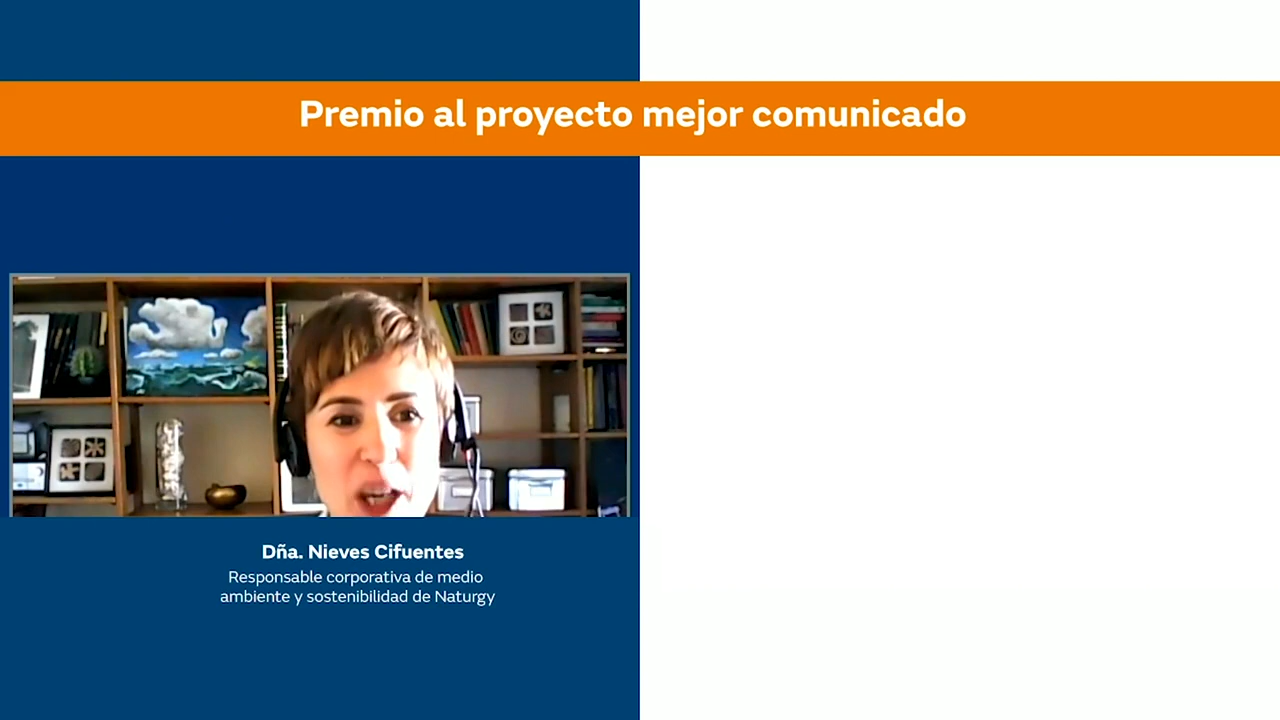 Premio al proyecto mejor comunicado
Dña. Nieves Cifuentes
Responsable corporativa de medio
ambiente y sostenibilidad de Naturgy